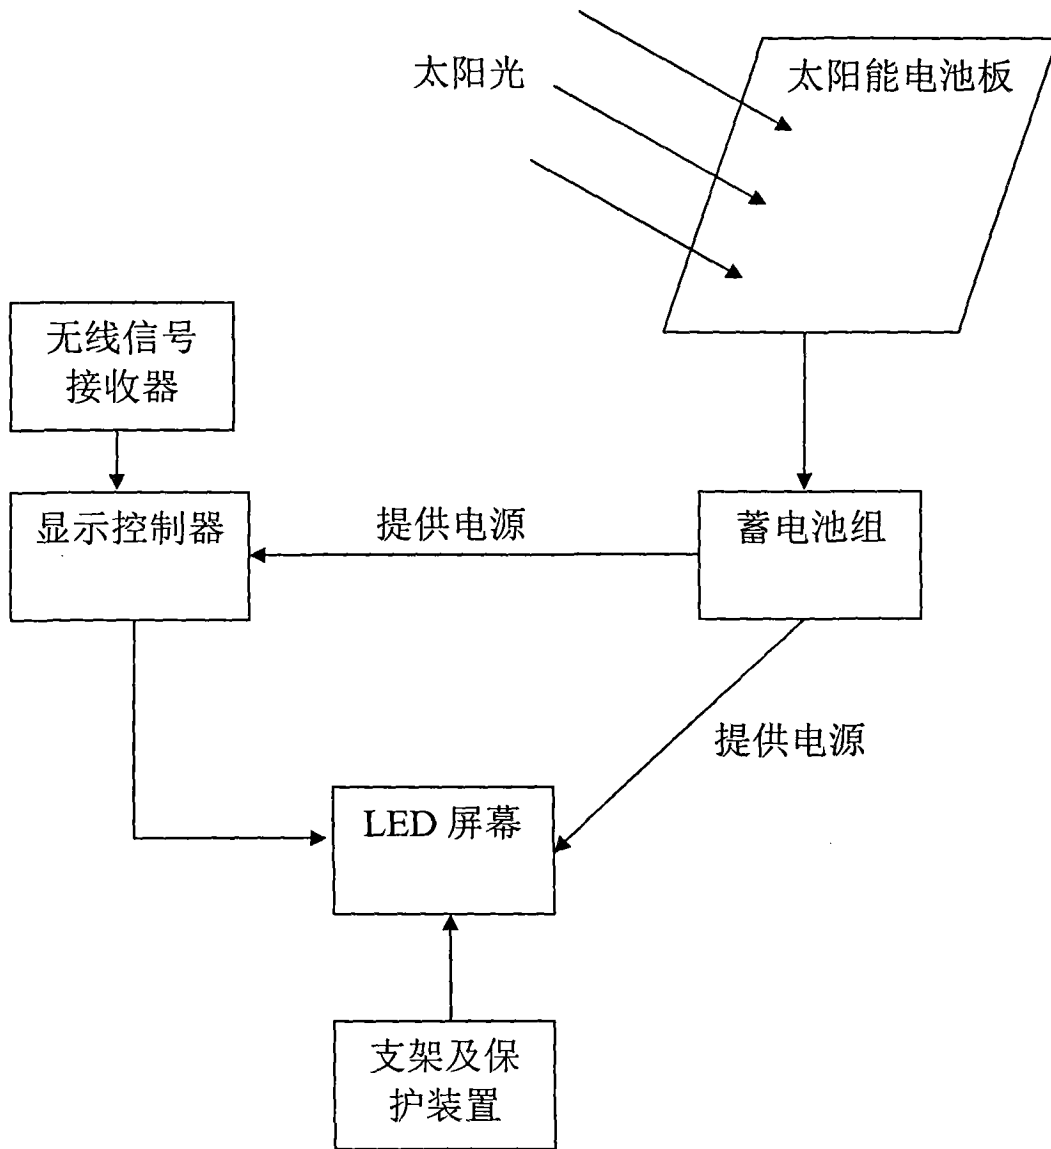 太阳光
太阳能电池板
无线信号
接收器
显示控制器
提供电源
蓄电池组
提供电源
LED 屏幕
支架及保
护装置